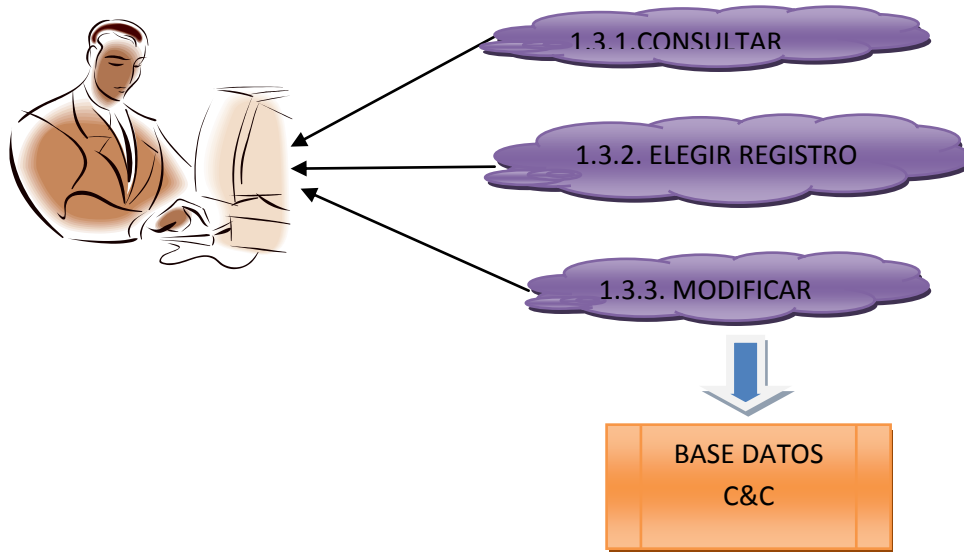 1.3.1.CONSULTAR
1.3.2. ELEGIR REGISTRO
1.3.3. MODIFICAR
BASE DATOS
C&C